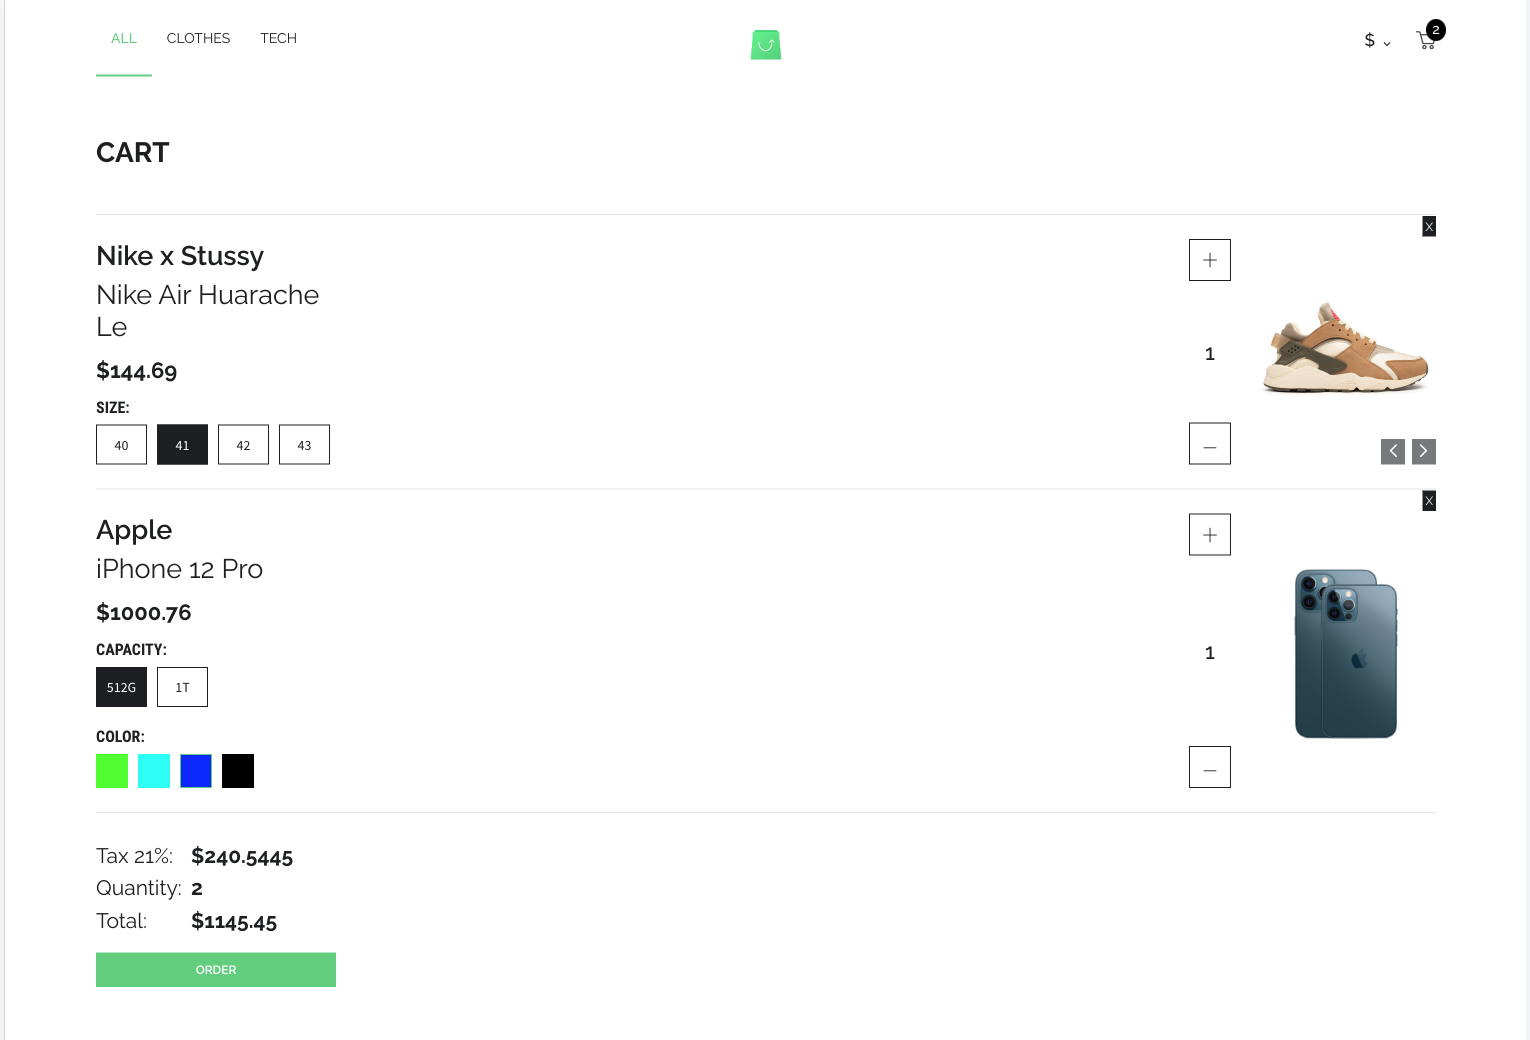 ALL CLOTHES TECH $ 2
CART
X
Nike x Stussy
Nike Air Huarache
Le
$144.69
SIZE:
40 41 42 43
+
1
–
X
Apple
iPhone 12 Pro
$1000.76
CAPACITY:
512G 1T
COLOR:
+
1
–
Tax 21%: $240.5445
Quantity: 2
Total: $1145.45
ORDER